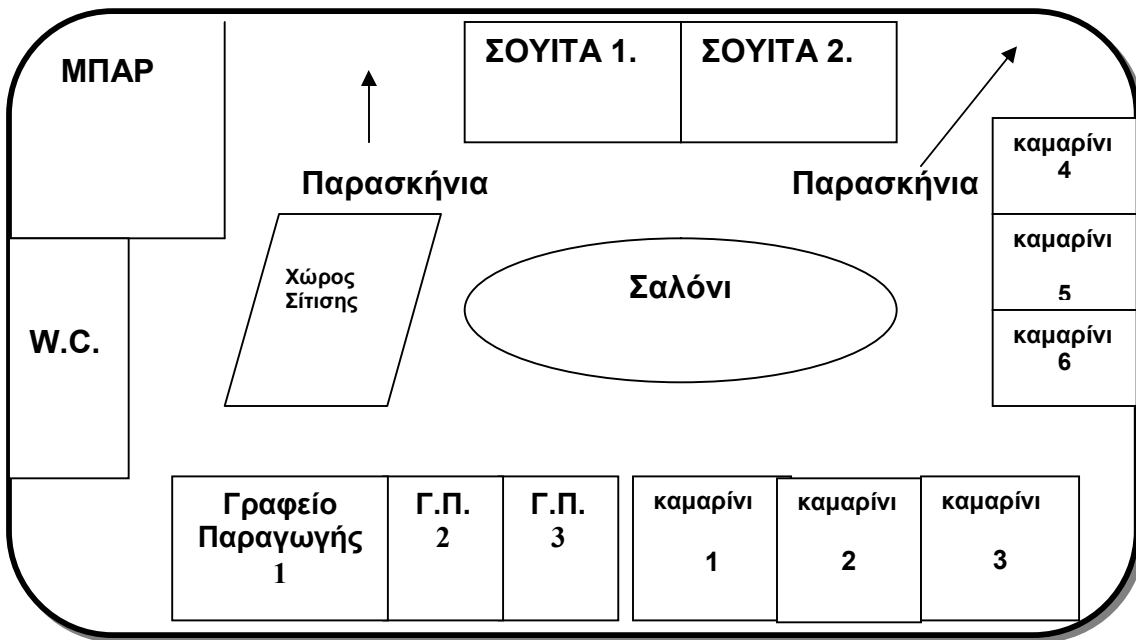 ΜΠΑΡ
ΣΟΥΙΤΑ 1.
ΣΟΥΙΤΑ 2.
καμαρίνι
4
Παρασκήνια
Παρασκήνια
καμαρίνι
5
Χώρος
Σίτισης
Σαλόνι
W.C.
καμαρίνι
6
Γραφείο
Παραγωγής
1
Γ.Π.
2
Γ.Π.
3
καμαρίνι
1
καμαρίνι
2
καμαρίνι
3